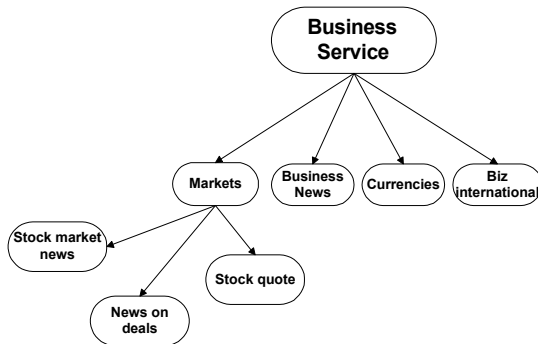 Business
Service
Markets
Business
News
Currencies
Biz
international
Stock market
news
Stock quote
News on
deals